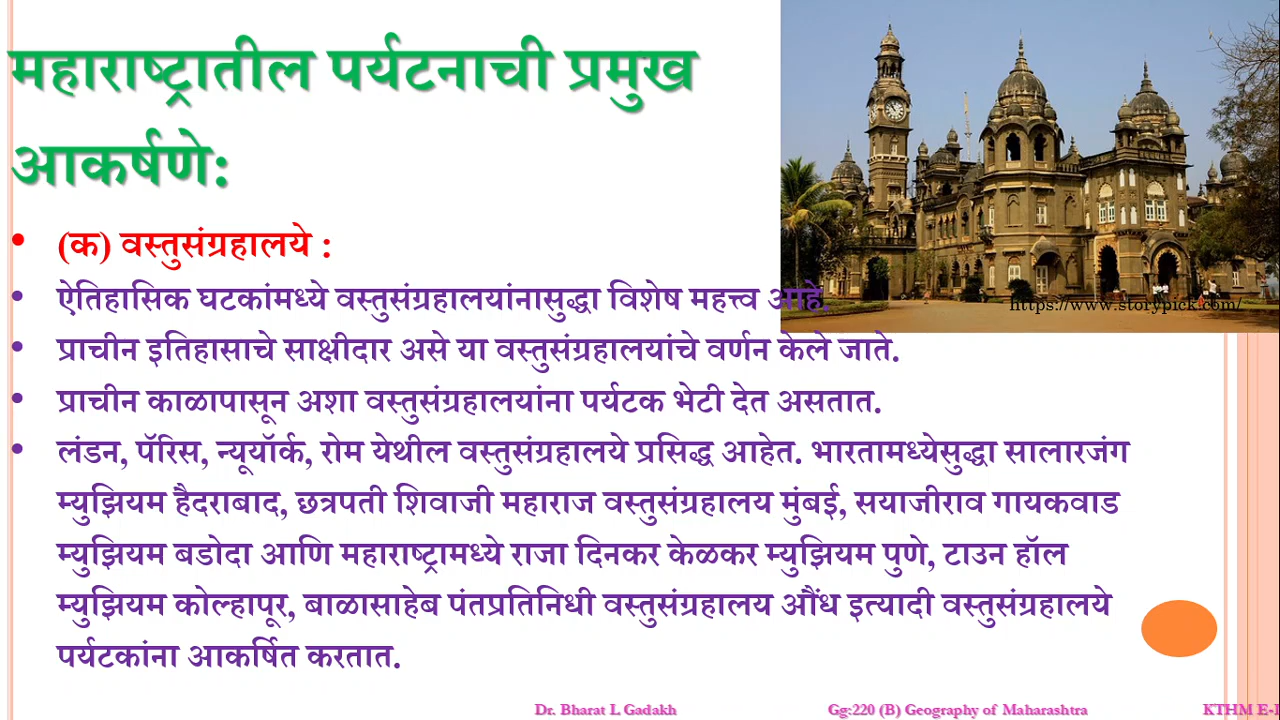 महाराष्ट्रातील पर्यटनाची प्रमुख
आकर्षणे:
• (क) वस्तुसंग्रहालये :
• ऐतिहासिक घटकांमध्ये वस्तुसंग्रहालयांनासुद्धा विशेष महत्त्व आहे.
https://www.storypick.com/
• प्राचीन इतिहासाचे साक्षीदार असे या वस्तुसंग्रहालयांचे वर्णन केले जाते.
• प्राचीन काळापासून अशा वस्तुसंग्रहालयांना पर्यटक भेटी देत असतात.
• लंडन, पॅरिस, न्यूयॉर्क, रोम येथील वस्तुसंग्रहालये प्रसिद्ध आहेत. भारतामध्येसुद्धा सालारजंग
म्युझियम हैदराबाद, छत्रपती शिवाजी महाराज वस्तुसंग्रहालय मुंबई, सयाजीराव गायकवाड
म्युझियम बडोदा आणि महाराष्ट्रामध्ये राजा दिनकर केळकर म्युझियम पुणे, टाउन हॉल
म्युझियम कोल्हापूर, बाळासाहेब पंतप्रतिनिधी वस्तुसंग्रहालय औंध इत्यादी वस्तुसंग्रहालये
पर्यटकांना आकर्षित करतात.
Dr. Bharat L Gadakh Gg:220 (B) Geography of Maharashtra KTHM